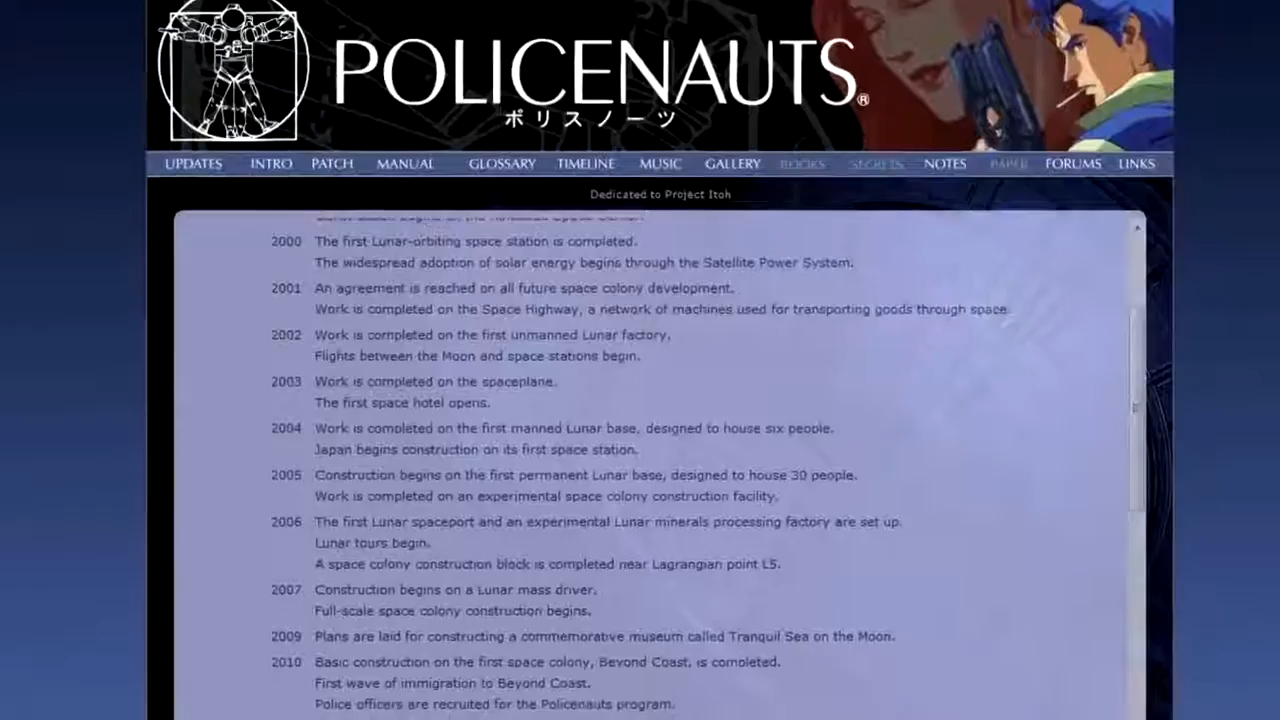 POLICENAUTS®
ポリスノーツ
UPDATES INTRO PATCH MANUAL GLOSSARY TIMELINE MUSIC GALLERY BOOKS SECRETS NOTES PAPER FORUMS LINKS
Dedicated to Project Itoh
2000 The first Lunar-orbiting space station is completed.
The widespread adoption of solar energy begins through the Satellite Power System.
2001 An agreement is reached on all future space colony development.
Work is completed on the Space Highway, a network of machines used for transporting goods through space.
2002 Work is completed on the first unmanned Lunar factory.
Flights between the Moon and space stations begin.
2003 Work is completed on the spaceplane.
The first space hotel opens.
2004 Work is completed on the first manned Lunar base, designed to house six people.
Japan begins construction on its first space station.
2005 Construction begins on the first permanent Lunar base, designed to house 30 people.
Work is completed on an experimental space colony construction facility.
2006 The first Lunar spaceport and an experimental Lunar minerals processing factory are set up.
Lunar tours begin.
A space colony construction block is completed near Lagrangian point L5.
2007 Construction begins on a Lunar mass driver.
Full-scale space colony construction begins.
2009 Plans are laid for constructing a commemorative museum called Tranquil Sea on the Moon.
2010 Basic construction on the first space colony, Beyond Coast, is completed.
First wave of immigration to Beyond Coast.
Police officers are recruited for the Policenauts program.